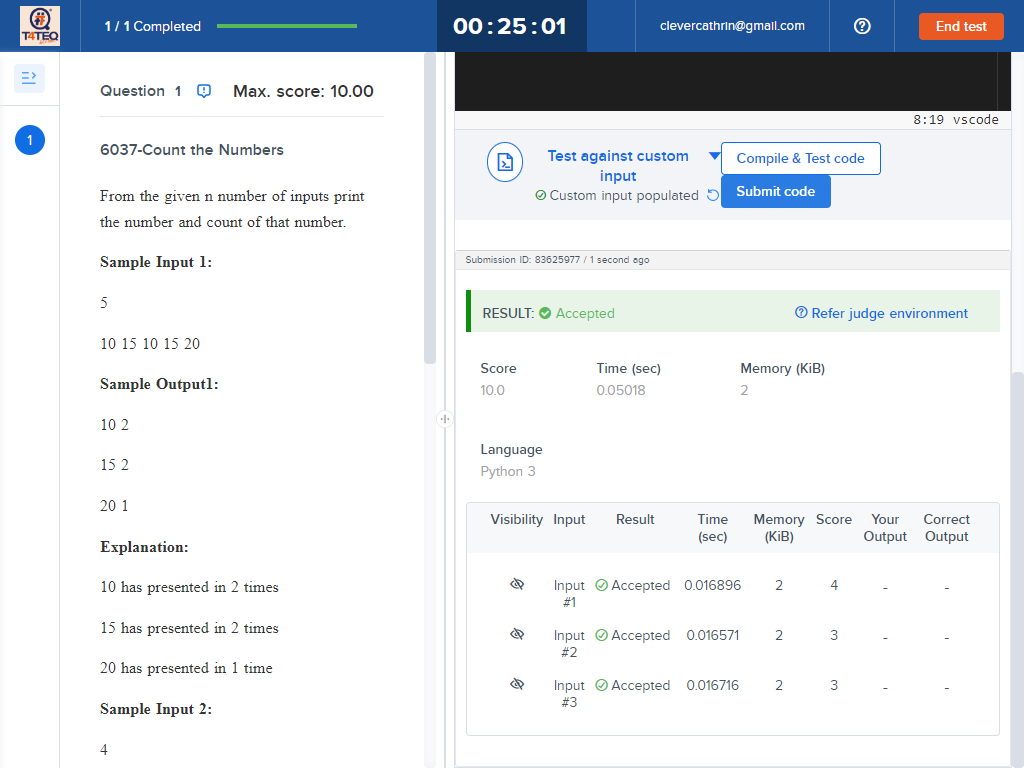 T4TEQ
1 / 1 Completed
00:25:01
clevercathrin@gmail.com
End test
1
Question 1
Max. score: 10.00
6037-Count the Numbers
From the given n number of inputs print
the number and count of that number.
Sample Input 1:
5
10 15 10 15 20
Sample Output1:
10 2
15 2
20 1
Explanation:
10 has presented in 2 times
15 has presented in 2 times
20 has presented in 1 time
Sample Input 2:
4
8:19 vscode
Test against custom
input
Custom input populated
Compile & Test code
Submit code
Submission ID: 83625977 / 1 second ago
RESULT: Accepted
Refer judge environment
Score Time (sec) Memory (KiB)
10.0 0.05018 2
Language
Python 3
Visibility Input Result Time (sec) Memory (KiB) Score Your Output Correct Output
Input #1 Accepted 0.016896 2 4 - -
Input #2 Accepted 0.016571 2 3 - -
Input #3 Accepted 0.016716 2 3 - -